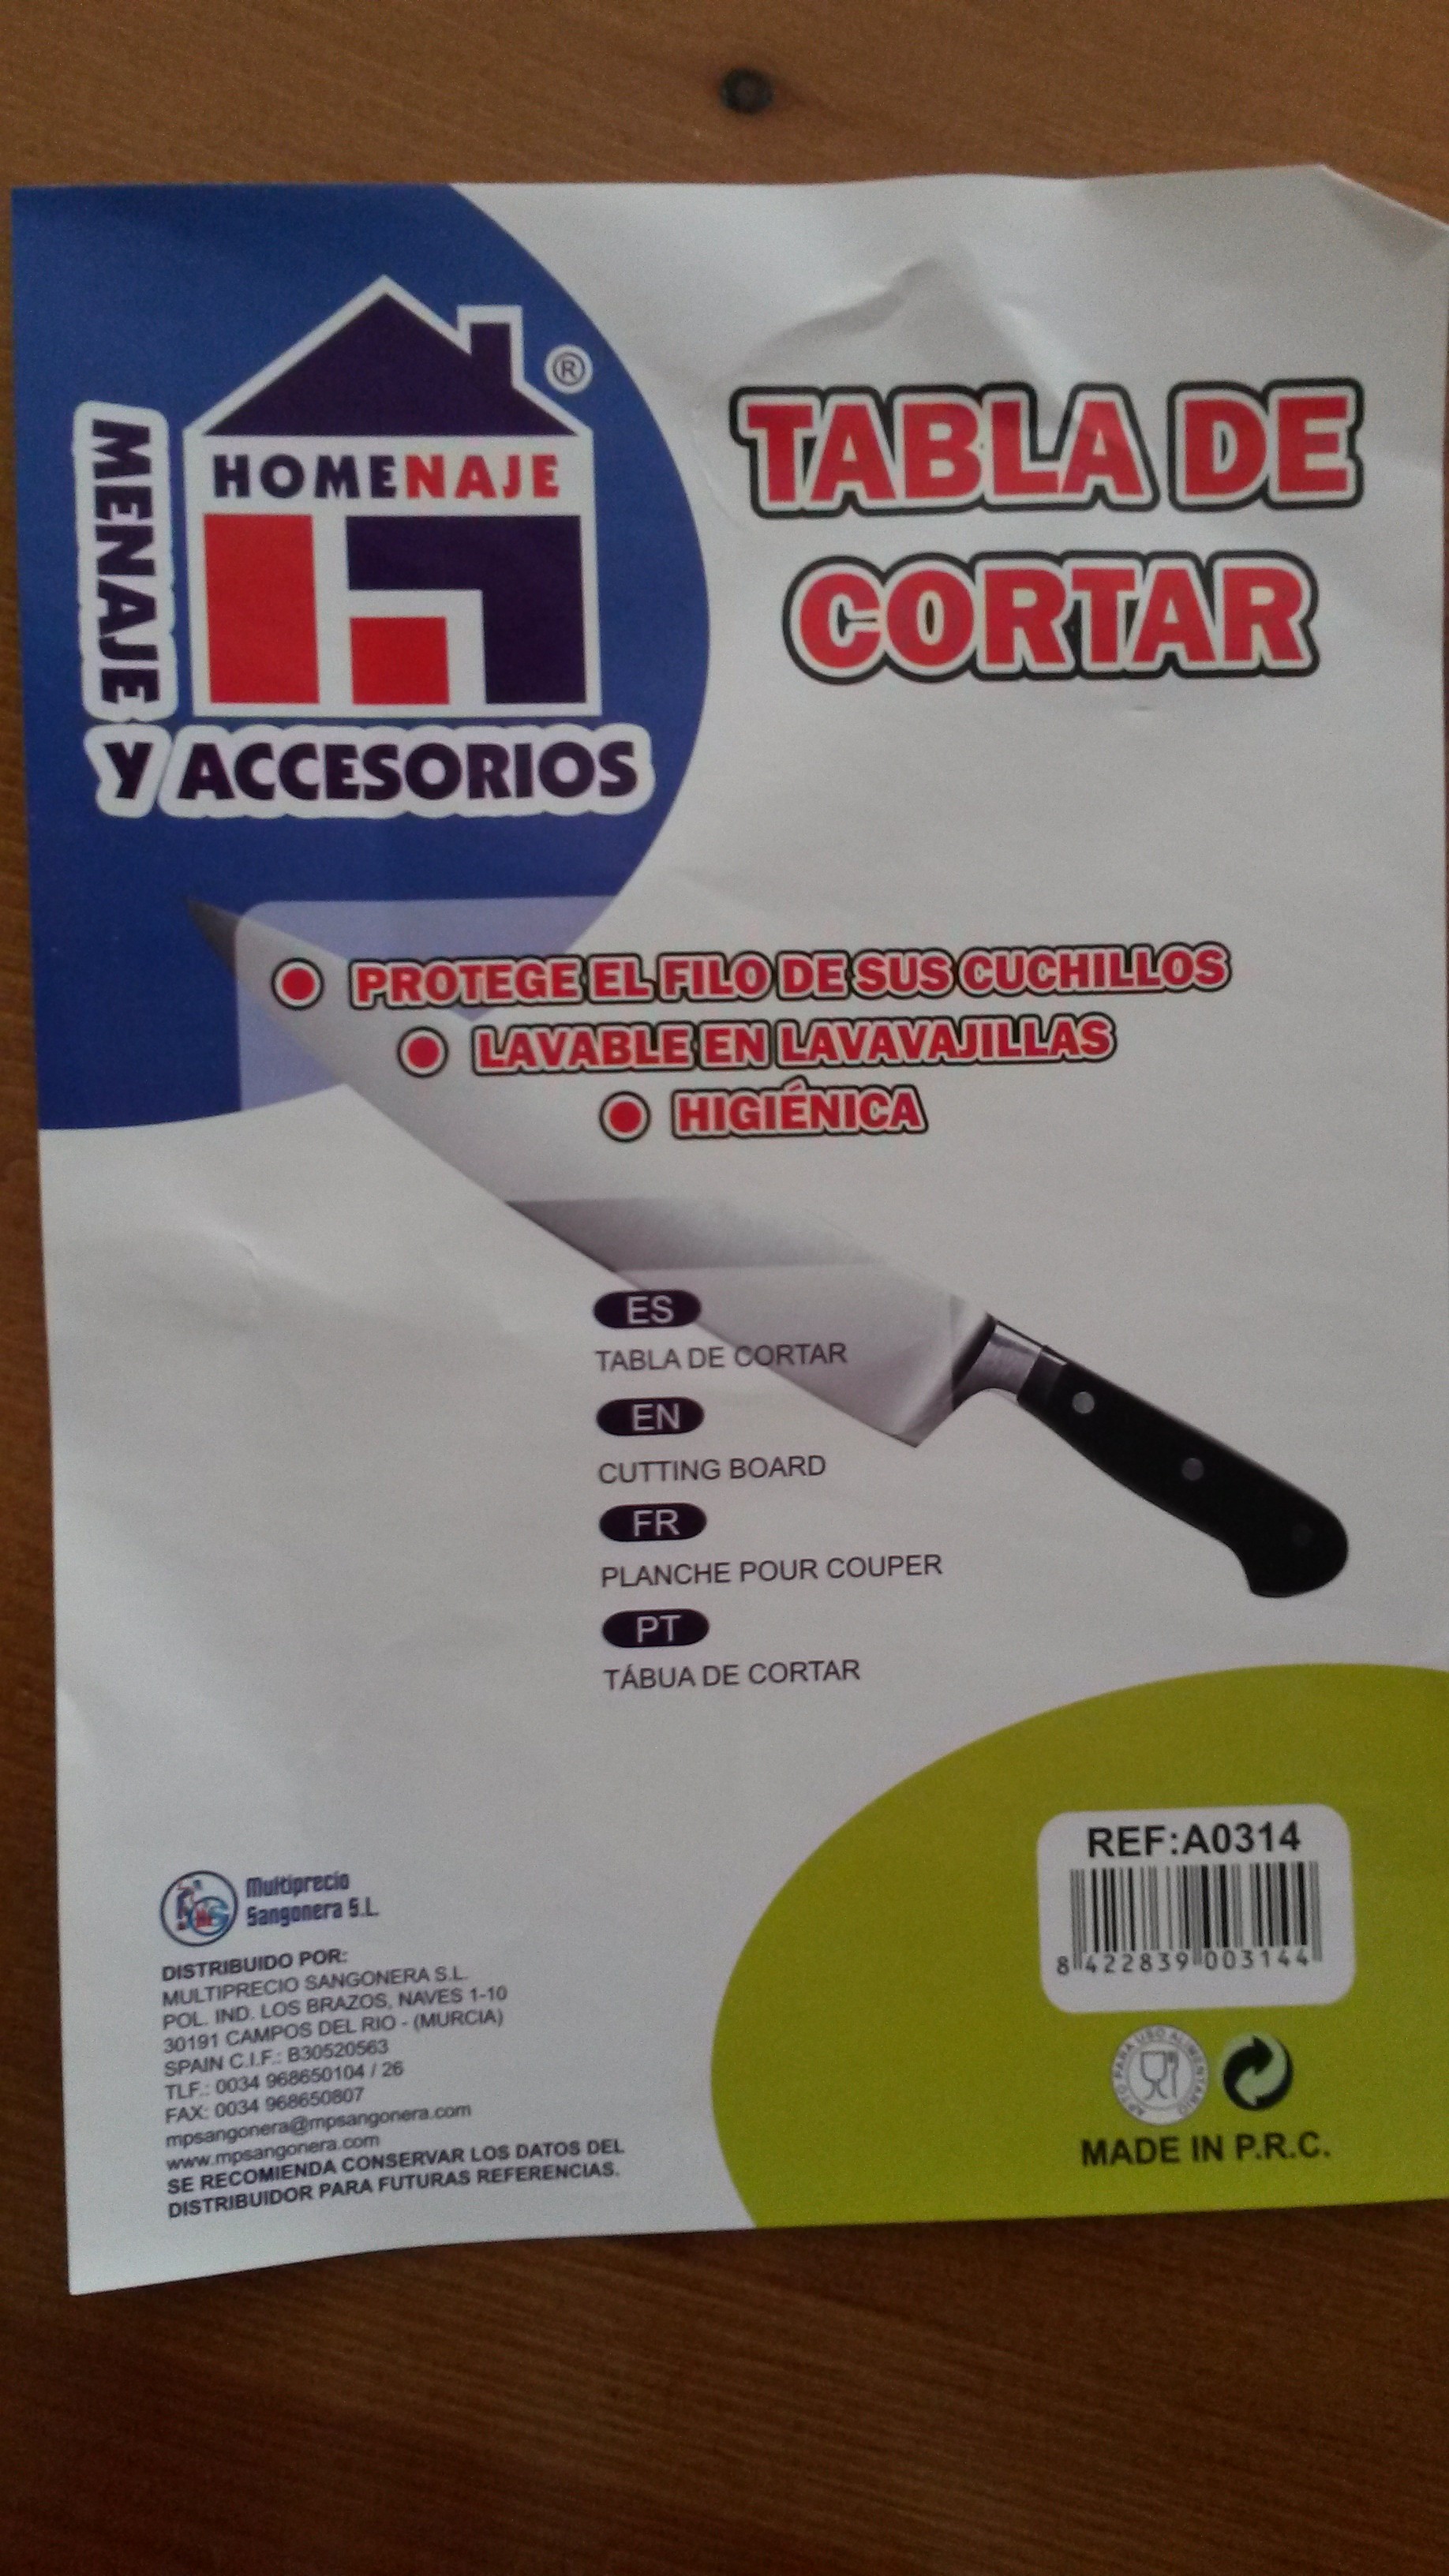 MENAJE
Y ACCESORIOS
HOMENAJE
®
TABLA DE
CORTAR
PROTEGE EL FILO DE SUS CUCHILLOS
LAVABLE EN LAVAVAJILLAS
HIGIÉNICA
ES
TABLA DE CORTAR
EN
CUTTING BOARD
FR
PLANCHE POUR COUPER
PT
TÁBUA DE CORTAR
Multiprecio
Sangonera S.L.
DISTRIBUIDO POR:
MULTIPRECIO SANGONERA S.L.
POL. IND. LOS BRAZOS, NAVES 1-10
30191 CAMPOS DEL RIO - (MURCIA)
SPAIN C.I.F.: B30520563
TLF.: 0034 968650104 / 26
FAX: 0034 968650807
mpsangonera@mpsangonera.com
www.mpsangonera.com
SE RECOMIENDA CONSERVAR LOS DATOS DEL
DISTRIBUIDOR PARA FUTURAS REFERENCIAS.
REF:A0314
8 422839 003144
APTO PARA USO ALIMENTARIO
MADE IN P.R.C.